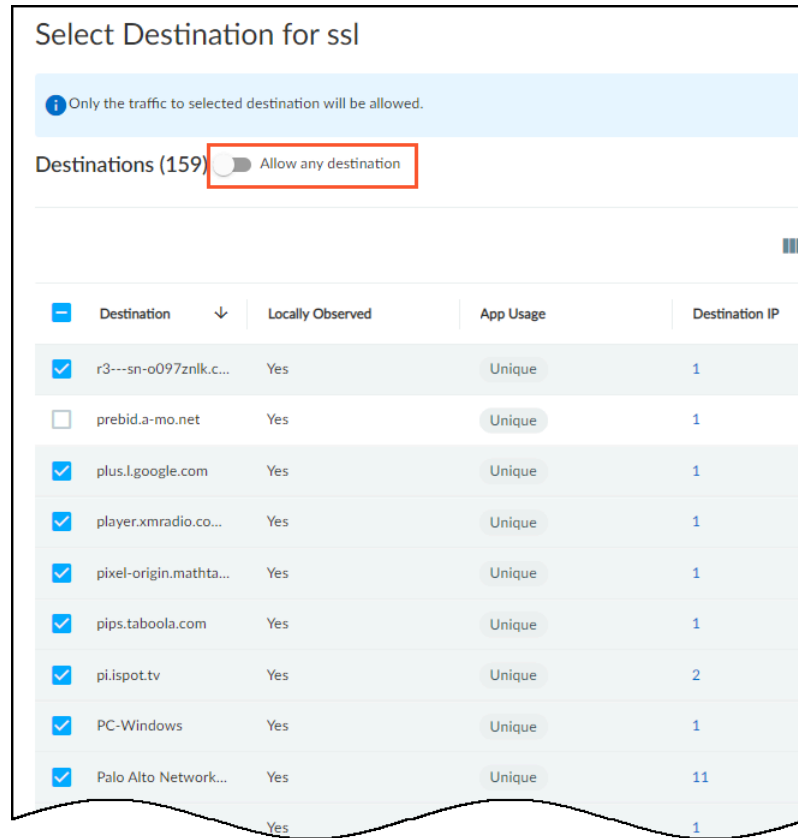 Select Destination for ssl
Only the traffic to selected destination will be allowed.
Destinations (159) Allow any destination
Destination Locally Observed App Usage Destination IP
r3---sn-o097znlk.c... Yes Unique 1
prebid.a-mo.net Yes Unique 1
plus.l.google.com Yes Unique 1
player.xmradio.co... Yes Unique 1
pixel-origin.mathta... Yes Unique 1
pips.taboola.com Yes Unique 1
pi.ispot.tv Yes Unique 2
PC-Windows Yes Unique 1
Palo Alto Network... Yes Unique 11
Yes 1